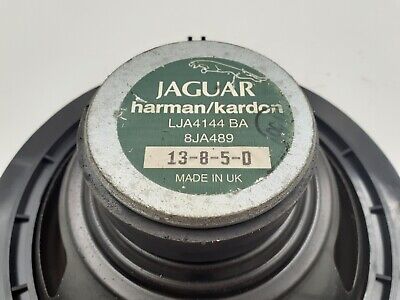 JAGUAR
harman/kardon
LJA4144 BA
8JA489
13-8-5-D
MADE IN UK